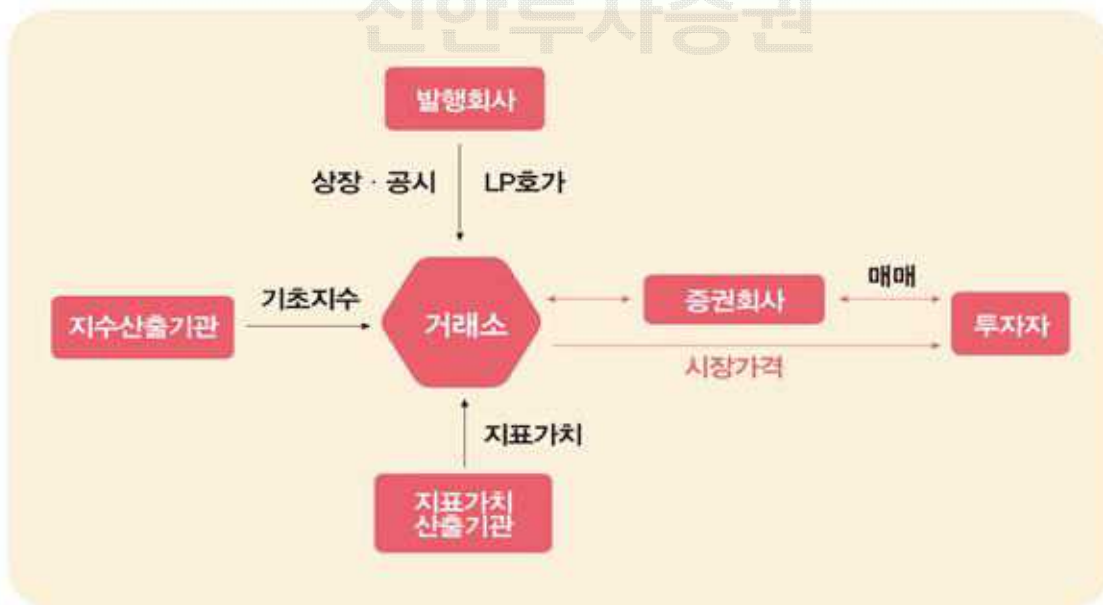 신한투자증권
발행회사
상장 · 공시
LP호가
기초지수
지수산출기관
거래소
증권회사
매매
투자자
시장가격
지표가치
지표가치
산출기관